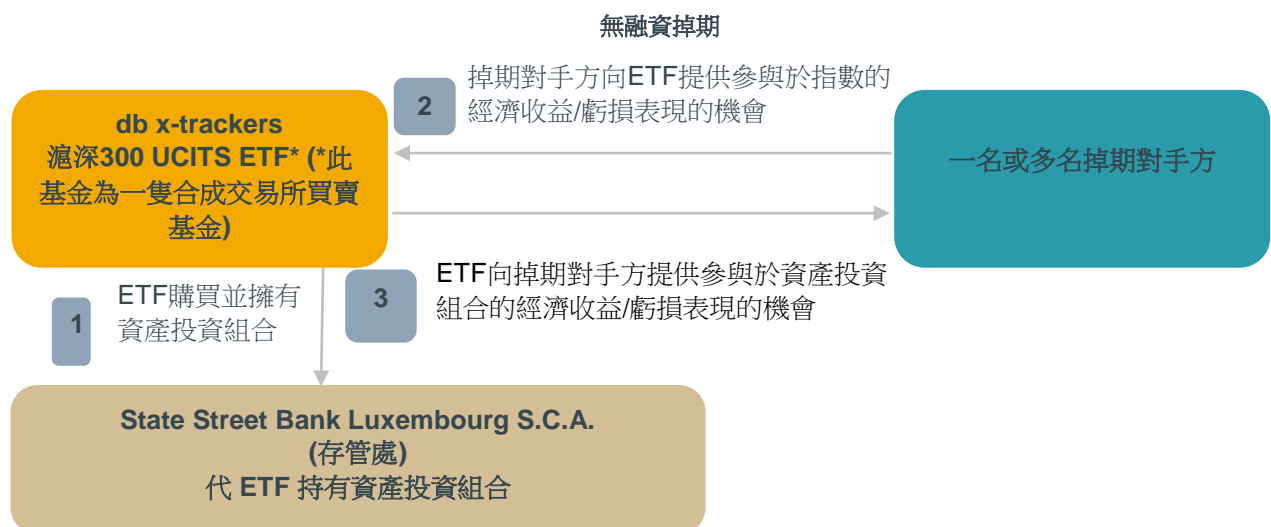 無融資掉期
2
掉期對手方向ETF提供參與於指數的
經濟收益/虧損表現的機會
db x-trackers
滬深300 UCITS ETF* (*此
基金為一隻合成交易所買賣
基金)
一名或多名掉期對手方
1
ETF購買並擁有
資產投資組合
3
ETF向掉期對手方提供參與於資產投資
組合的經濟收益/虧損表現的機會
State Street Bank Luxembourg S.C.A.
(存管處)
代 ETF 持有資產投資組合